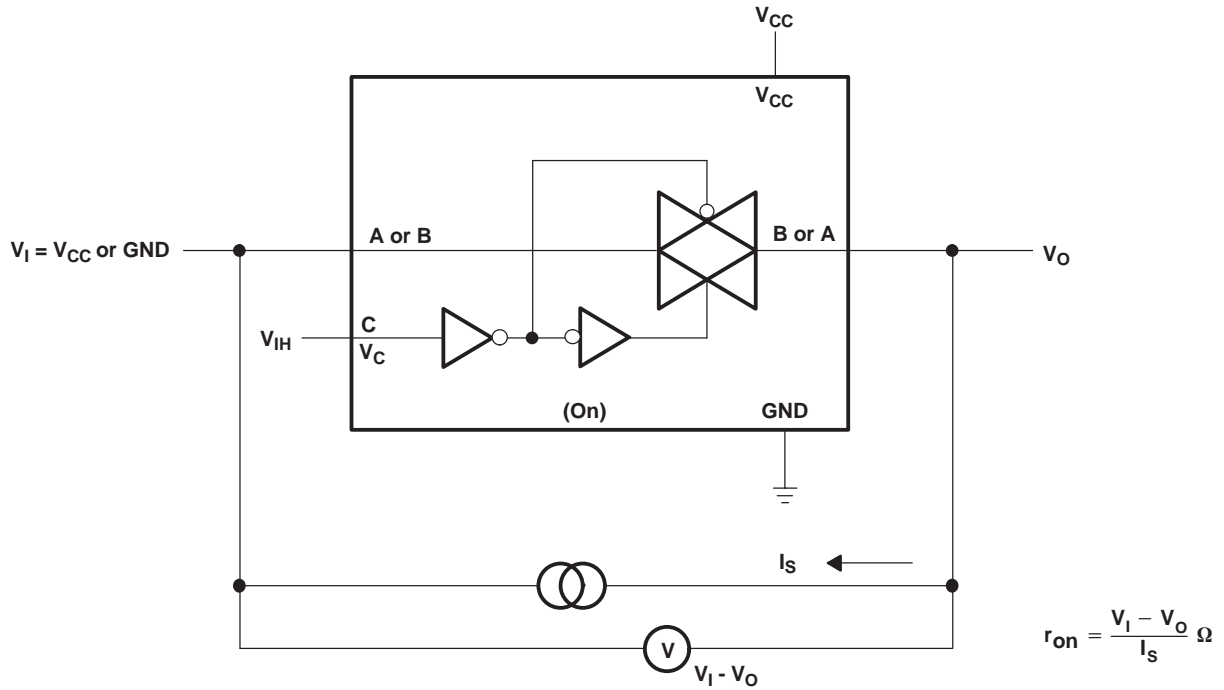 VCC
VCC
A or B
B or A
VI = VCC or GND
VO
C
VIH
VC
(On)
GND
IS
V
VI - VO
ron = VI − VO / IS Ω